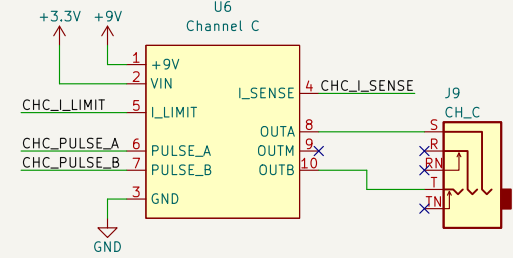 U6
Channel C
+3.3V
+9V
1
+9V
2
VIN
CHC_I_LIMIT
5
I_LIMIT
CHC_PULSE_A
6
PULSE_A
CHC_PULSE_B
7
PULSE_B
3
GND
GND
I_SENSE
4
CHC_I_SENSE
OUTA
8
OUTM
9
OUTB
10
J9
CH_C
S
R
RN
T
TN